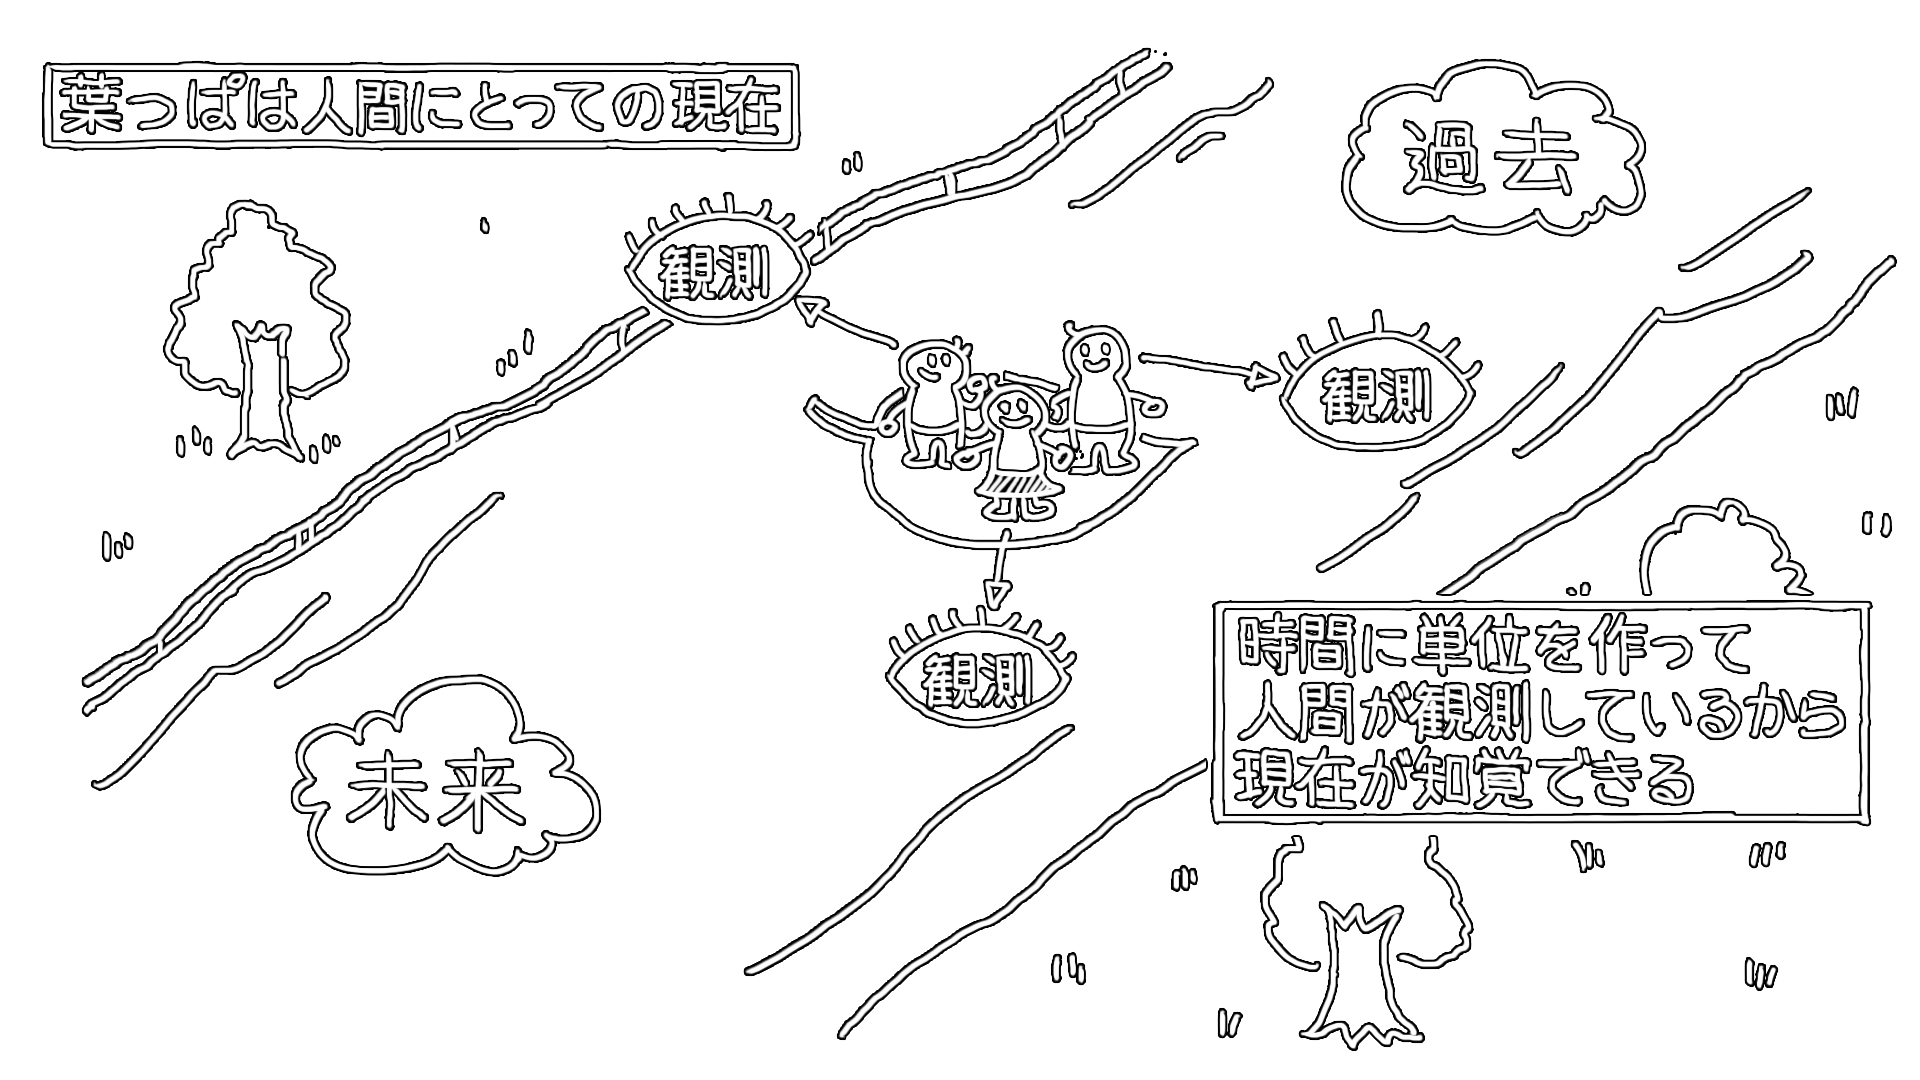 葉っぱは人間にとっての現在
過去
観測
観測
観測
未来
時間に単位を作って
人間が観測しているから
現在が知覚できる